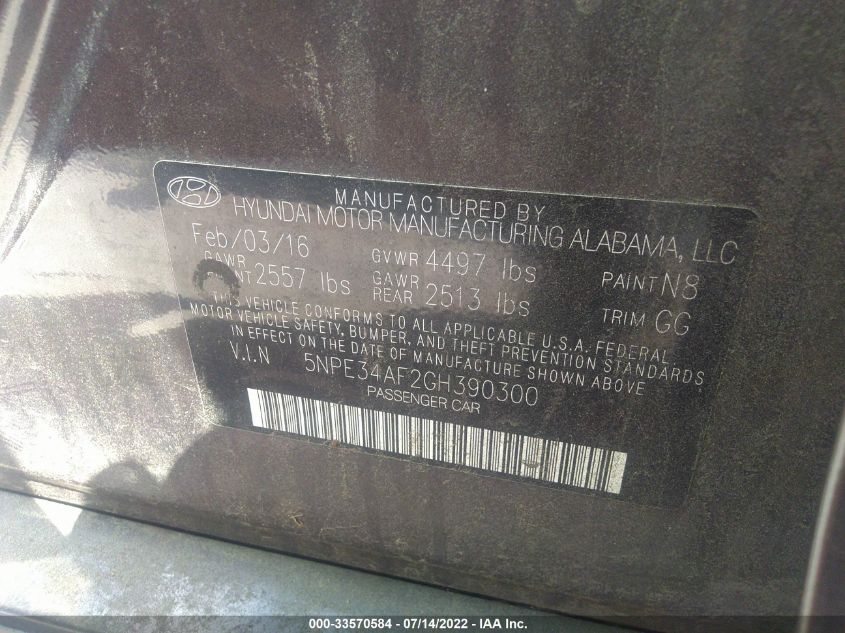 MANUFACTURED BY
HYUNDAI MOTOR MANUFACTURING ALABAMA, LLC
Feb/03/16 GVWR 4497 lbs PAINT N8
GAWR 2557 lbs GAWR REAR 2513 lbs TRIM GG
THIS VEHICLE CONFORMS TO ALL APPLICABLE U.S.A. FEDERAL
MOTOR VEHICLE SAFETY, BUMPER, AND THEFT PREVENTION STANDARDS
IN EFFECT ON THE DATE OF MANUFACTURE SHOWN ABOVE
V.I.N 5NPE34AF2GH390300
PASSENGER CAR
000-33570584 - 07/14/2022 - Copyright IAA, Inc.